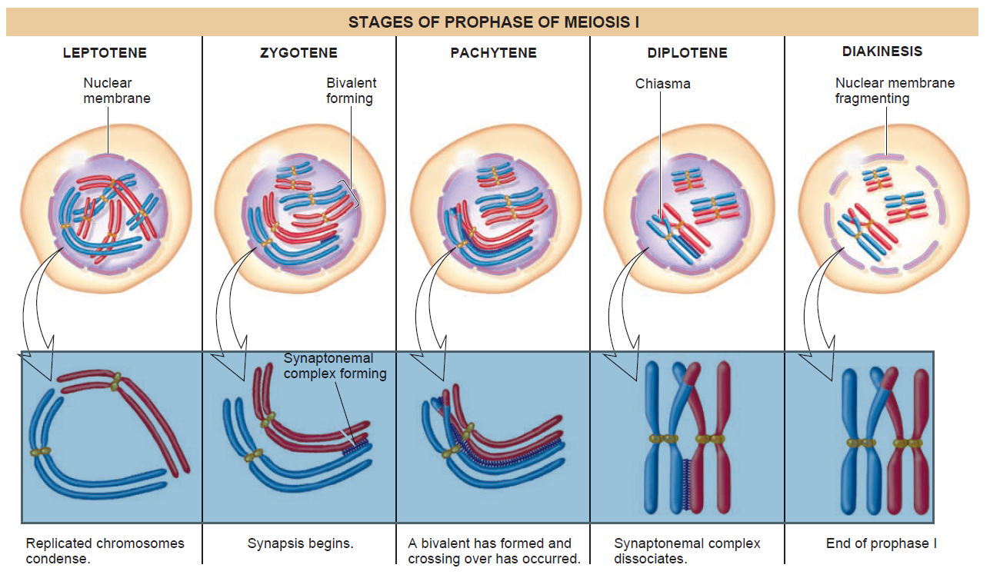 STAGES OF PROPHASE OF MEIOSIS I
LEPTOTENE
Nuclear
membrane
ZYGOTENE
Bivalent
forming
PACHYTENE
DIPLOTENE
Chiasma
DIAKINESIS
Nuclear membrane
fragmenting
Synaptonemal
complex forming
Replicated chromosomes
condense.
Synapsis begins.
A bivalent has formed and
crossing over has occurred.
Synaptonemal complex
dissociates.
End of prophase I